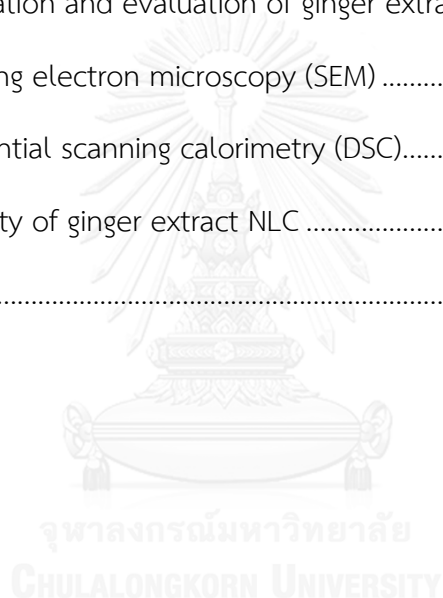 ation and evaluation of ginger extra
ng electron microscopy (SEM) ..........
ntial scanning calorimetry (DSC).......
ty of ginger extract NLC ....................
................................................................
จุฬาลงกรณ์มหาวิทยาลัย
CHULALONGKORN UNIVERSITY